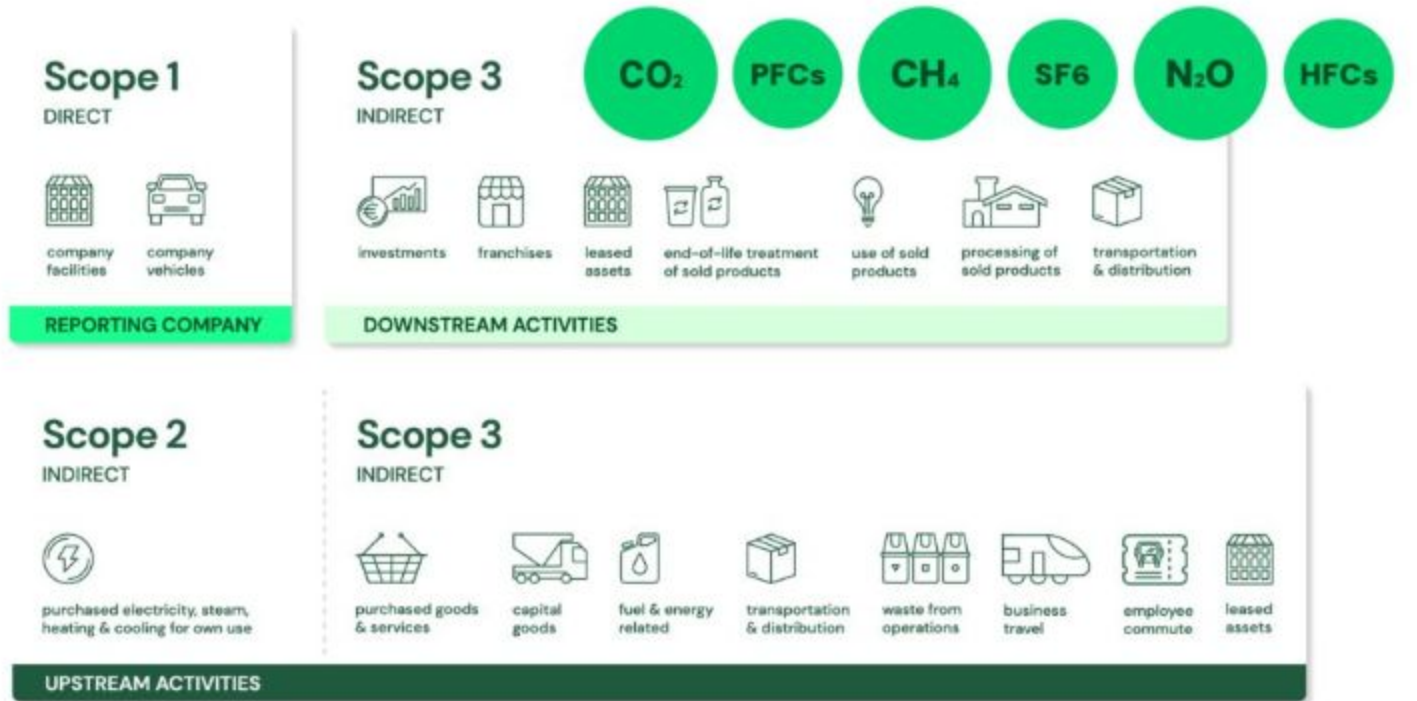 Scope 1
DIRECT
company
facilities
company
vehicles
REPORTING COMPANY
Scope 3
INDIRECT
CO₂
PFCs
CH₄
SF6
N₂O
HFCs
€
investments
franchises
leased
assets
end-of-life treatment
of sold products
use of sold
products
processing of
sold products
transportation
& distribution
DOWNSTREAM ACTIVITIES
Scope 2
INDIRECT
purchased electricity, steam,
heating & cooling for own use
Scope 3
INDIRECT
purchased goods
& services
capital
goods
fuel & energy
related
transportation
& distribution
waste from
operations
business
travel
employee
commute
leased
assets
UPSTREAM ACTIVITIES